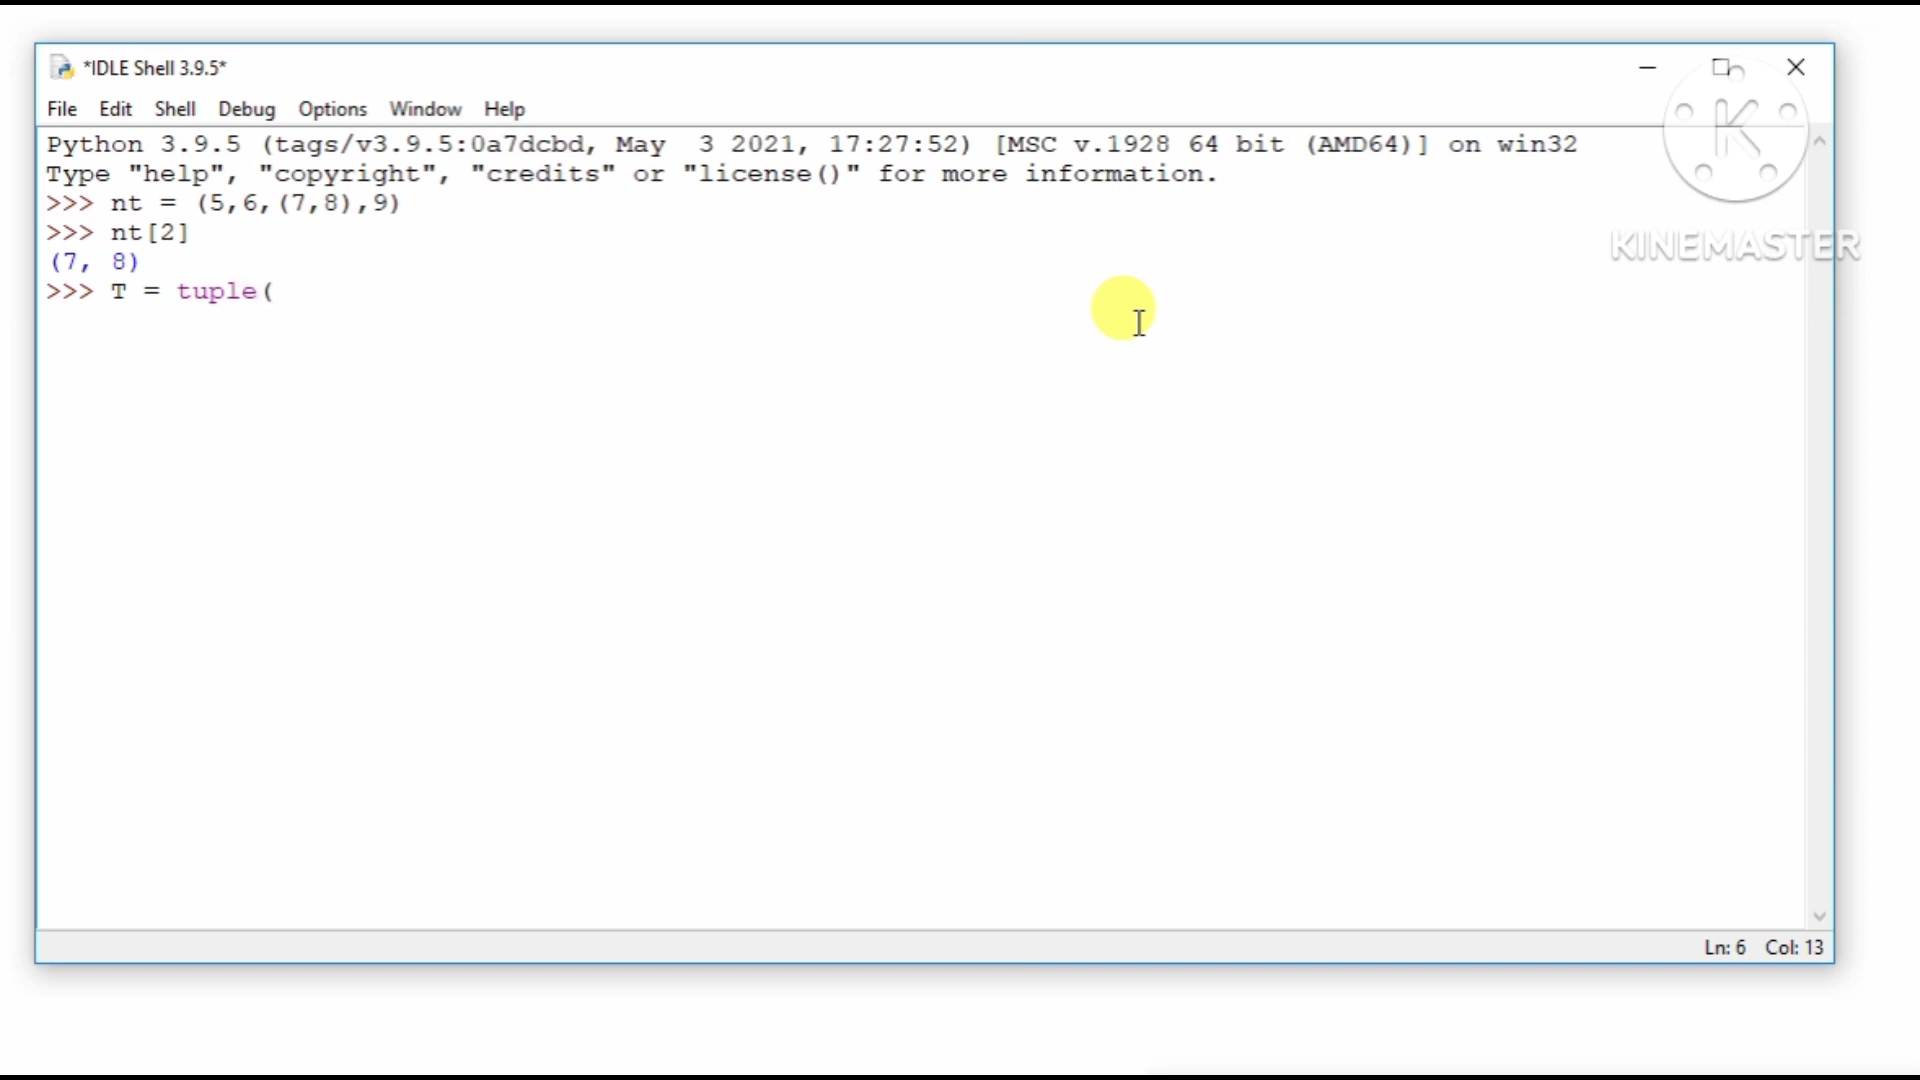 *IDLE Shell 3.9.5*
File Edit Shell Debug Options Window Help
Python 3.9.5 (tags/v3.9.5:0a7dcbd, May  3 2021, 17:27:52) [MSC v.1928 64 bit (AMD64)] on win32
Type "help", "copyright", "credits" or "license()" for more information.
>>> nt = (5,6,(7,8),9)
>>> nt[2]
(7, 8)
>>> T = tuple(
K
KINEMASTER
Ln: 6 Col: 13